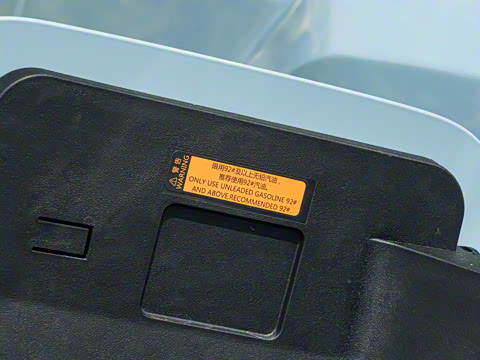 警告
WARNING
限用92#及以上无铅汽油，
推荐使用92#汽油。
ONLY USE UNLEADED GASOLINE 92#
AND ABOVE,RECOMMENDED 92#